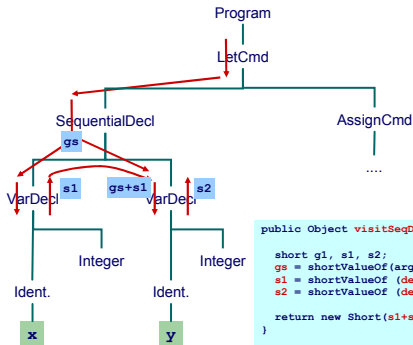 Program
LetCmd
SequentialDecl
AssignCmd
gs
....
VarDecl
s1
gs+s1
VarDecl
s2
Integer
Integer
Ident.
Ident.
x
y
public Object visitSeqD
short g1, s1, s2;
gs = shortValueOf(arg
s1 = shortValueOf (de
s2 = shortValueOf (de
return new Short(s1+s
}